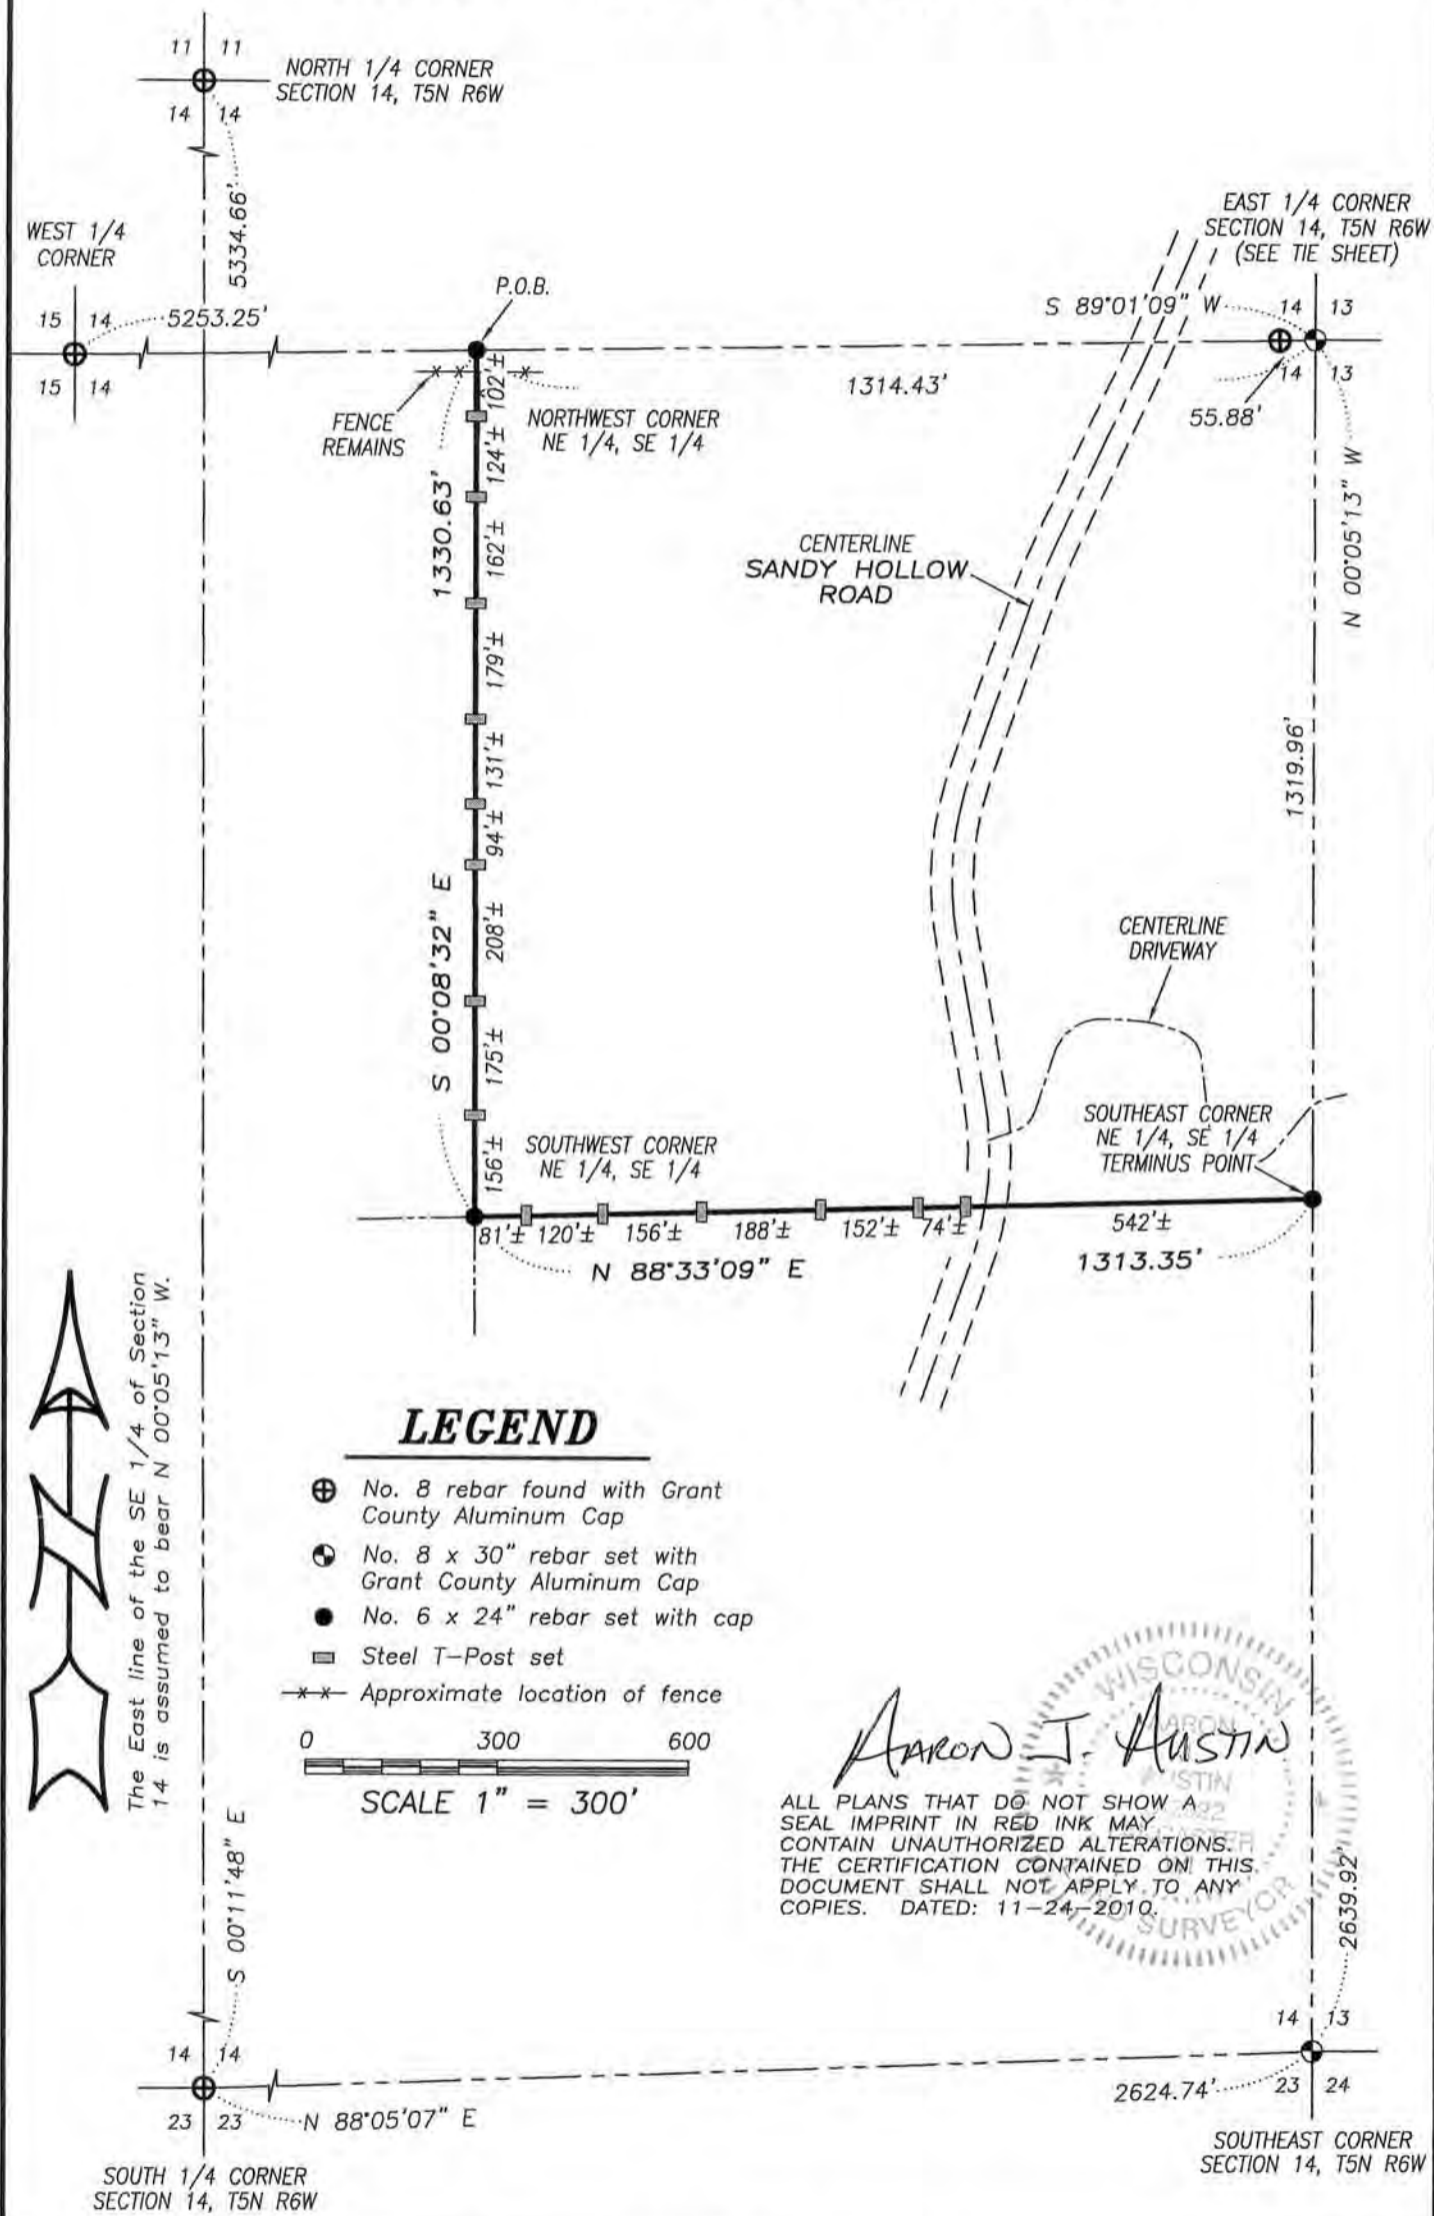 11 11
NORTH 1/4 CORNER
SECTION 14, T5N R6W
14 14
5334.66'
WEST 1/4
CORNER
15 14
5253.25'
15 14
P.O.B.
EAST 1/4 CORNER
SECTION 14, T5N R6W
(SEE TIE SHEET)
S 89°01'09" W
14 13
14 13
1314.43'
55.88'
FENCE
REMAINS
NORTHWEST CORNER
NE 1/4, SE 1/4
102'±
124'±
162'±
179'±
131'±
94'±
208'±
175'±
156'±
1330.63'
S 00°08'32" E
CENTERLINE
SANDY HOLLOW
ROAD
N 00°05'13" W
1319.96'
CENTERLINE
DRIVEWAY
SOUTHEAST CORNER
NE 1/4, SE 1/4
TERMINUS POINT
SOUTHWEST CORNER
NE 1/4, SE 1/4
81'± 120'± 156'± 188'± 152'± 74'± 542'±
N 88°33'09" E
1313.35'
The East line of the SE 1/4 of Section
14 is assumed to bear N 00°05'13" W.
LEGEND
No. 8 rebar found with Grant
County Aluminum Cap
No. 8 x 30" rebar set with
Grant County Aluminum Cap
No. 6 x 24" rebar set with cap
Steel T-Post set
x-x Approximate location of fence
0 300 600
SCALE 1" = 300'
AARON J. AUSTIN
WISCONSIN
AARON
AUSTIN
SURVEYOR
ALL PLANS THAT DO NOT SHOW A
SEAL IMPRINT IN RED INK MAY
CONTAIN UNAUTHORIZED ALTERATIONS.
THE CERTIFICATION CONTAINED ON THIS
DOCUMENT SHALL NOT APPLY TO ANY
COPIES. DATED: 11-24-2010.
S 00°11'48" E
2639.92'
14 14
23 23
N 88°05'07" E
2624.74'
14 13
23 24
SOUTH 1/4 CORNER
SECTION 14, T5N R6W
SOUTHEAST CORNER
SECTION 14, T5N R6W